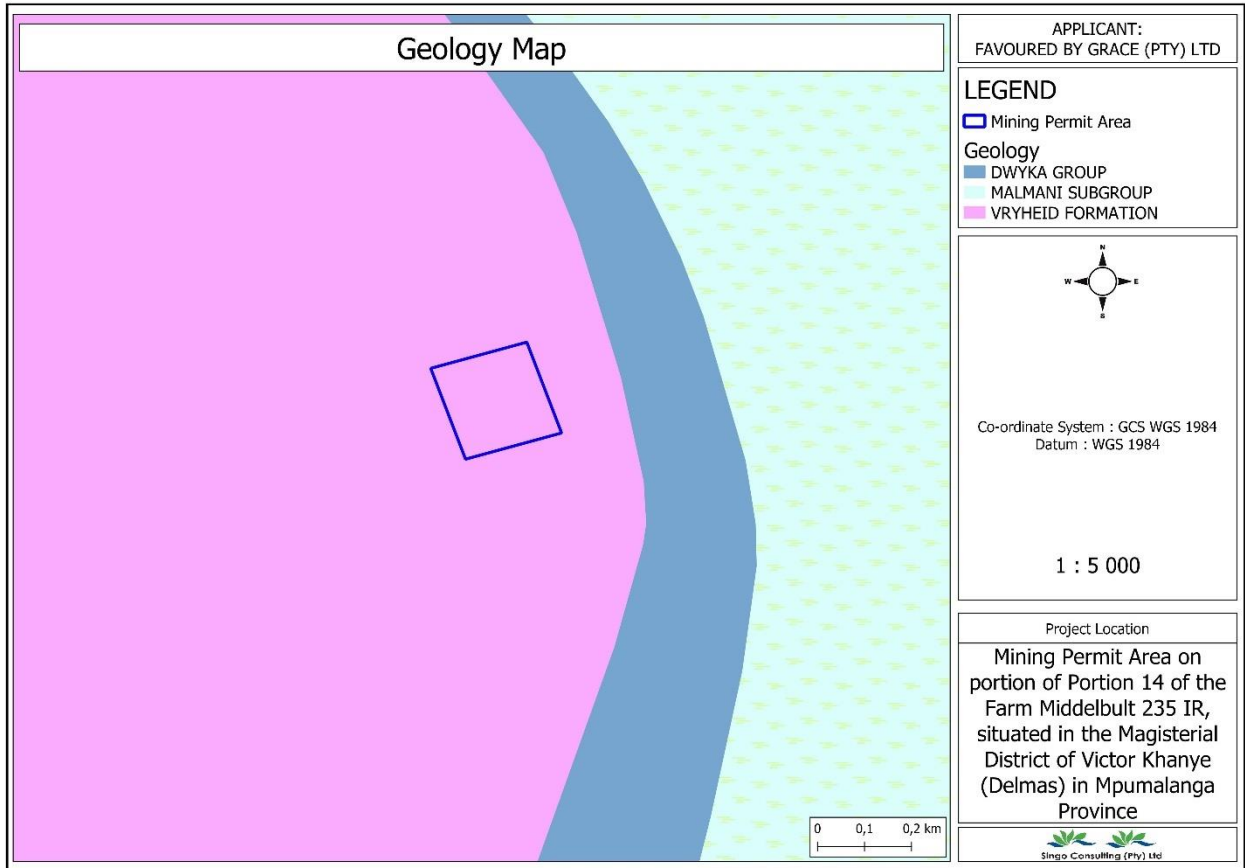 Geology Map
APPLICANT:
FAVOURED BY GRACE (PTY) LTD
LEGEND
Mining Permit Area
Geology
DWYKA GROUP
MALMANI SUBGROUP
VRYHEID FORMATION
N
W
E
S
Co-ordinate System : GCS WGS 1984
Datum : WGS 1984
1 : 5 000
Project Location
Mining Permit Area on
portion of Portion 14 of the
Farm Middelbult 235 IR,
situated in the Magisterial
District of Victor Khanye
(Delmas) in Mpumalanga
Province
Singo Consulting (Pty) Ltd
0 0,1 0,2 km